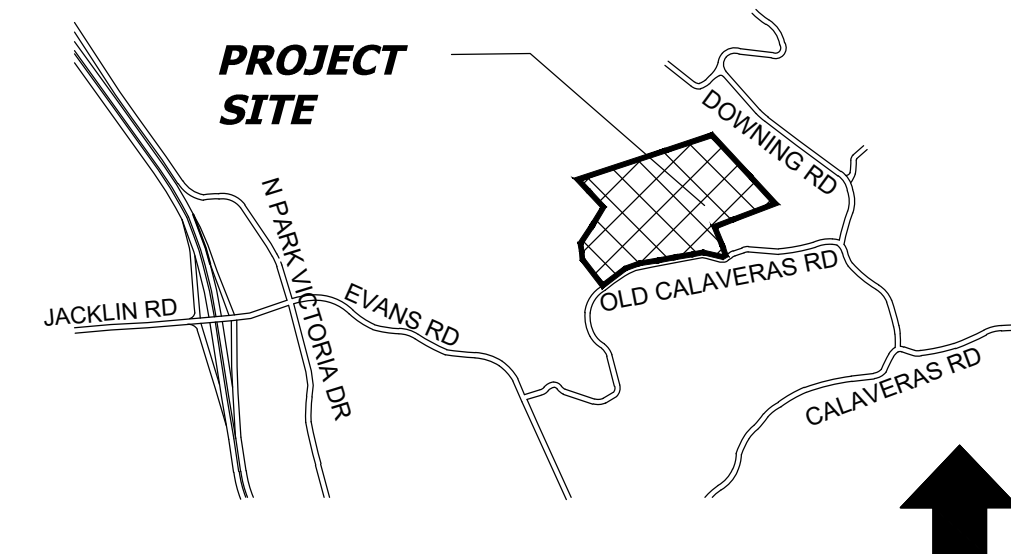 PROJECT
SITE
DOWNING RD
N PARK VICTORIA DR
OLD CALAVERAS RD
JACKLIN RD
EVANS RD
CALAVERAS RD